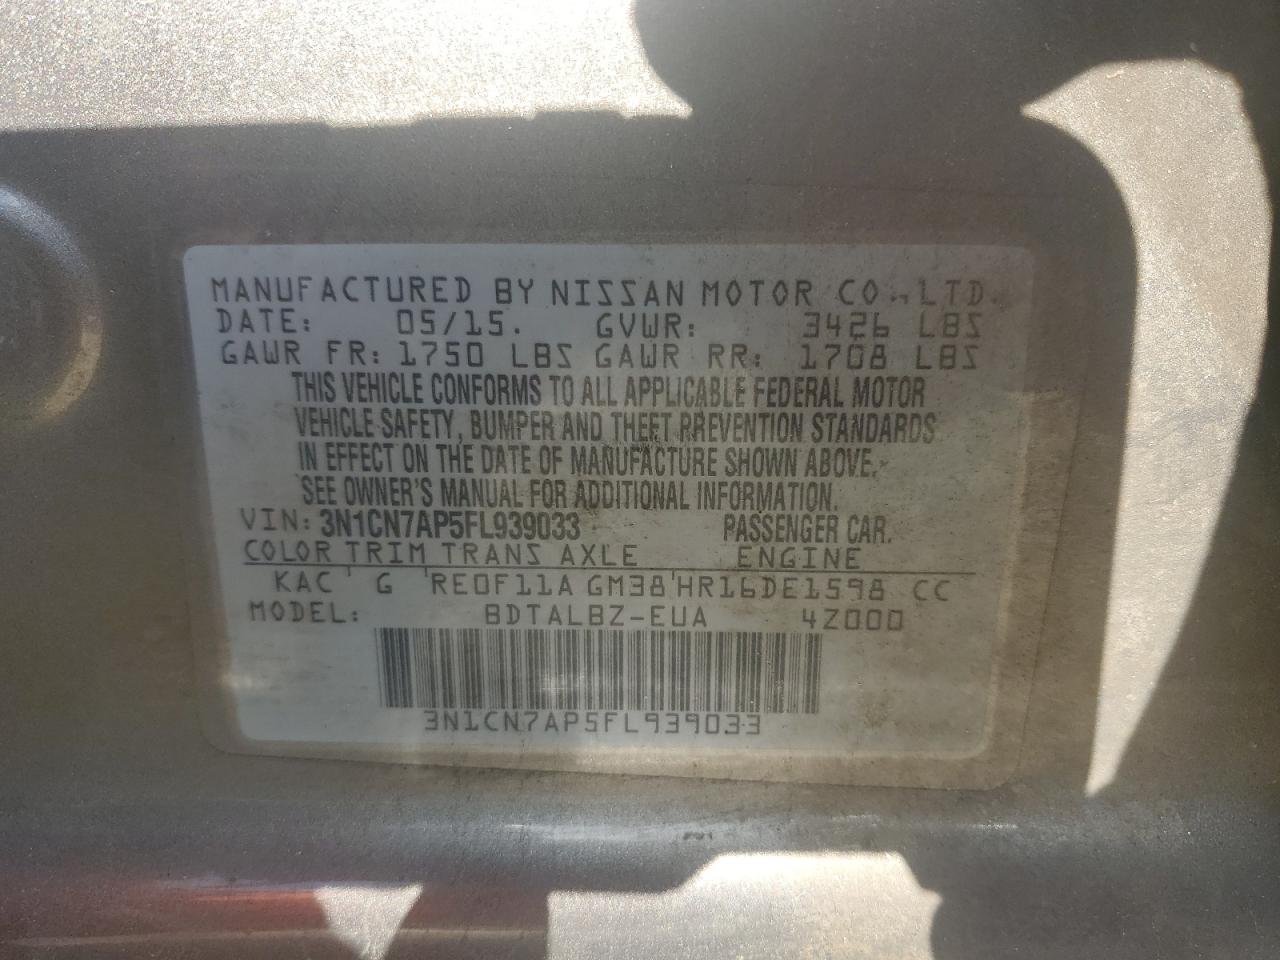 MANUFACTURED BY NISSAN MOTOR CO., LTD.
DATE: 05/15. GVWR: 3426 LBS
GAWR FR: 1750 LBS GAWR RR: 1708 LBS
THIS VEHICLE CONFORMS TO ALL APPLICABLE FEDERAL MOTOR
VEHICLE SAFETY, BUMPER AND THEFT PREVENTION STANDARDS
IN EFFECT ON THE DATE OF MANUFACTURE SHOWN ABOVE.
SEE OWNER'S MANUAL FOR ADDITIONAL INFORMATION.
VIN: 3N1CN7AP5FL939033 PASSENGER CAR.
COLOR TRIM TRANS AXLE ENGINE
KAC G RE0F11A GM38 HR16DE1598 CC
MODEL: BDTALBZ-EUA 4Z000
3N1CN7AP5FL939033